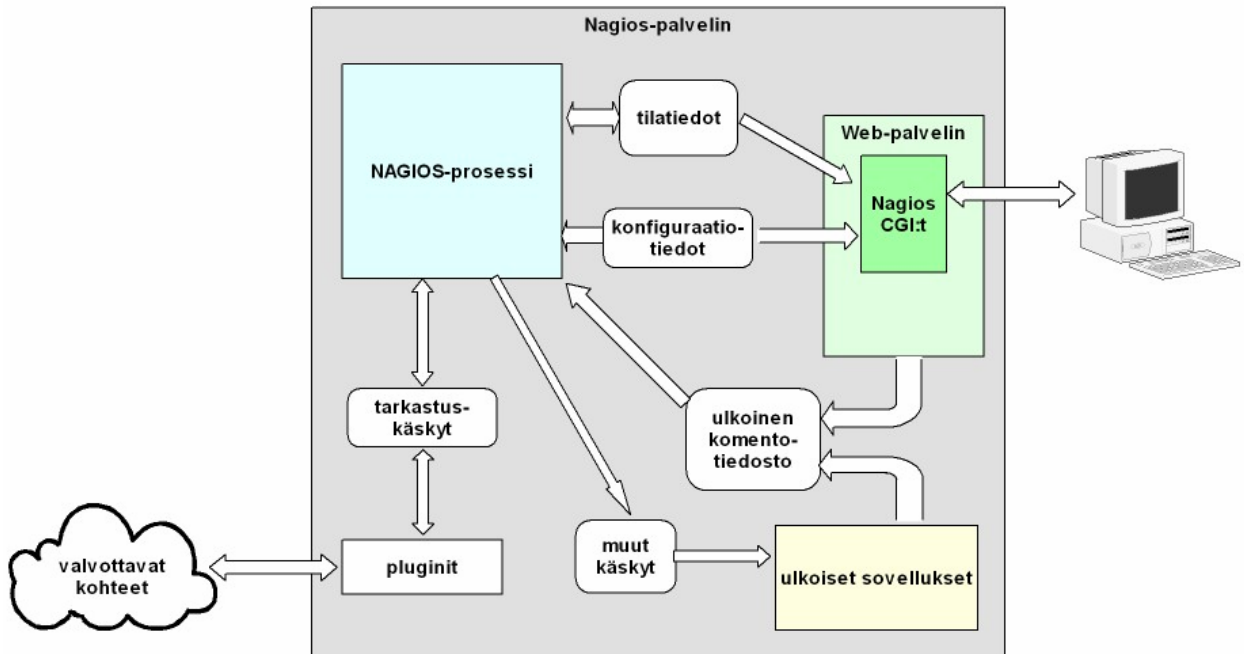 Nagios-palvelin
NAGIOS-prosessi
tilatiedot
Web-palvelin
Nagios
CGI:t
konfiguraatio-
tiedot
tarkastus-
käskyt
ulkoinen
komento-
tiedosto
valvottavat
kohteet
pluginit
muut
käskyt
ulkoiset sovellukset